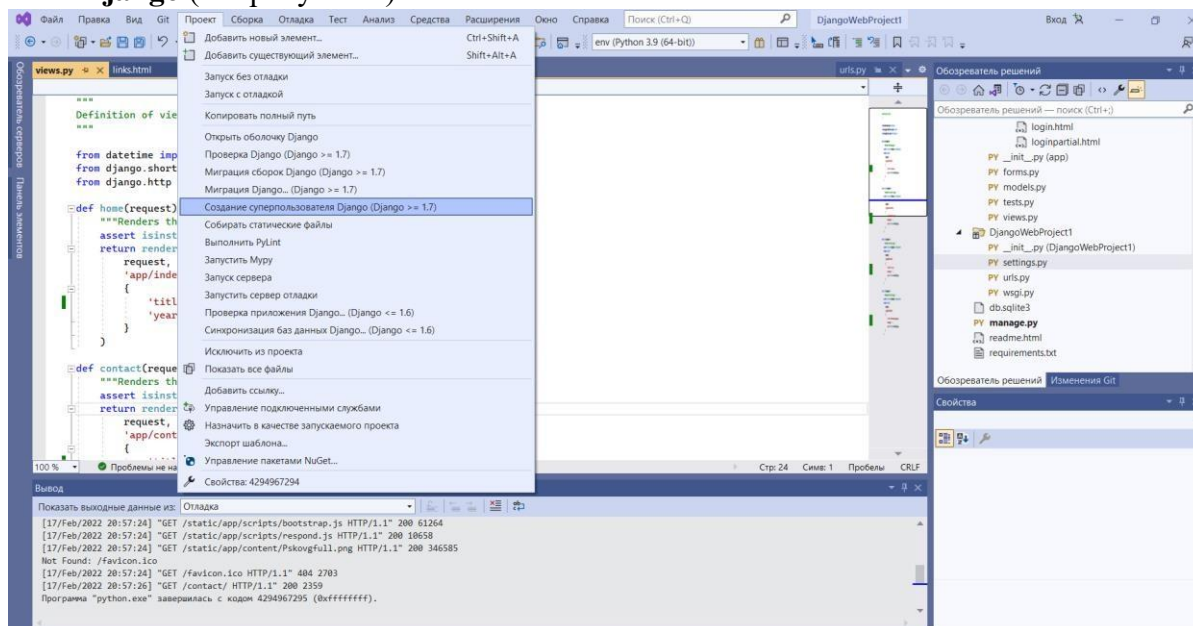 Файл Правка Вид Git Проект Сборка Отладка Тест Анализ Средства Расширения Окно Справка Поиск (Ctrl+Q) DjangoWebProject1 Вход
env (Python 3.9 (64-bit))
Обозреватель серверов
Панель элементов
views.py links.html urls.py
"""
Definition of vie
"""
from datetime imp
from django.short
from django.http
def home(request)
"""Renders th
assert isinst
return render
request,
'app/inde
{
'titl
'year
}
)
def contact(reque
"""Renders th
assert isinst
return render
request,
'app/cont
{
Добавить новый элемент... Ctrl+Shift+A
Добавить существующий элемент... Shift+Alt+A
Запуск без отладки
Запуск с отладкой
Копировать полный путь
Открыть оболочку Django
Проверка Django (Django >= 1.7)
Миграция сборок Django (Django >= 1.7)
Миграция Django... (Django >= 1.7)
Создание суперпользователя Django (Django >= 1.7)
Собирать статические файлы
Выполнить PyLint
Запустить Mypy
Запуск сервера
Запустить сервер отладки
Проверка приложения Django... (Django <= 1.6)
Синхронизация баз данных Django... (Django <= 1.6)
Исключить из проекта
Показать все файлы
Добавить ссылку...
Управление подключенными службами
Назначить в качестве запускаемого проекта
Экспорт шаблона...
Управление пакетами NuGet...
Свойства: 4294967294
100 % Проблемы не на Стр: 24 Симв: 1 Пробелы CRLF
Обозреватель решений
Обозреватель решений — поиск (Ctrl+;)
login.html
loginpartial.html
PY __init__.py (app)
PY forms.py
PY models.py
PY tests.py
PY views.py
DjangoWebProject1
PY __init__.py (DjangoWebProject1)
PY settings.py
PY urls.py
PY wsgi.py
db.sqlite3
PY manage.py
readme.html
requirements.txt
Обозреватель решений Изменения Git
Свойства
Вывод
Показать выходные данные из: Отладка
[17/Feb/2022 20:57:24] "GET /static/app/scripts/bootstrap.js HTTP/1.1" 200 61264
[17/Feb/2022 20:57:24] "GET /static/app/scripts/respond.js HTTP/1.1" 200 10658
[17/Feb/2022 20:57:24] "GET /static/app/content/Pskovgfull.png HTTP/1.1" 200 346585
Not Found: /favicon.ico
[17/Feb/2022 20:57:24] "GET /favicon.ico HTTP/1.1" 404 2703
[17/Feb/2022 20:57:26] "GET /contact/ HTTP/1.1" 200 2359
Программа "python.exe" завершилась с кодом 4294967295 (0xffffffff).